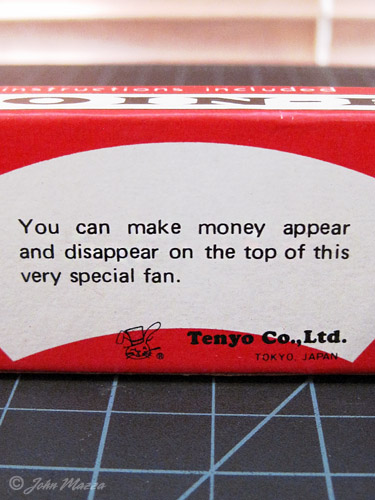 instructions included
You can make money appear
and disappear on the top of this
very special fan.
®
Tenyo Co.,Ltd.
TOKYO, JAPAN
© John Mazza